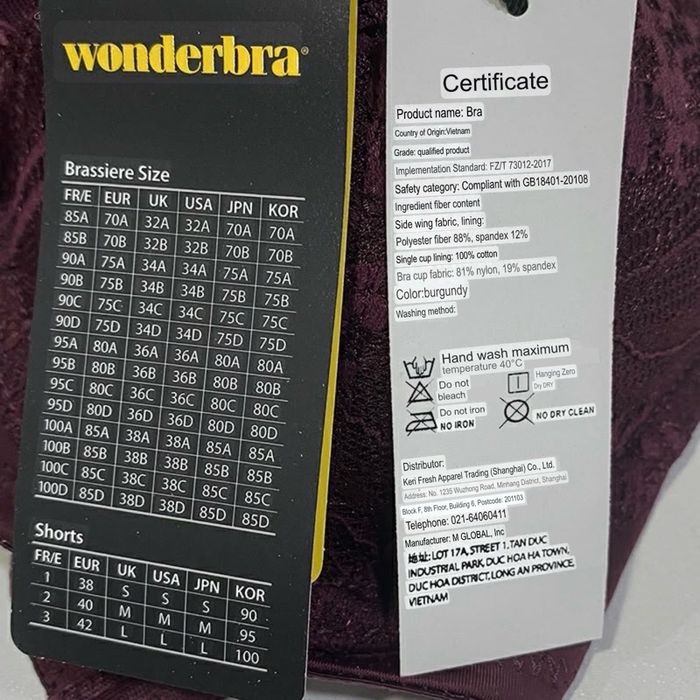 wonderbra®
Brassiere Size
FR/E EUR UK USA JPN KOR
85A 70A 32A 32A 70A 70A
85B 70B 32B 32B 70B 70B
90A 75A 34A 34A 75A 75A
90B 75B 34B 34B 75B 75B
90C 75C 34C 34C 75C 75C
90D 75D 34D 34D 75D 75D
95A 80A 36A 36A 80A 80A
95B 80B 36B 36B 80B 80B
95C 80C 36C 36C 80C 80C
95D 80D 36D 36D 80D 80D
100A 85A 38A 38A 85A 85A
100B 85B 38B 38B 85B 85B
100C 85C 38C 38C 85C 85C
100D 85D 38D 38D 85D 85D
Shorts
FR/E EUR UK USA JPN KOR
1 38 S S S 90
2 40 M M M 95
3 42 L L L 100
Certificate
Product name: Bra
Country of Origin:Vietnam
Grade: qualified product
Implementation Standard: FZ/T 73012-2017
Safety category: Compliant with GB18401-20108
Ingredient fiber content
Side wing fabric, lining:
Polyester fiber 88%, spandex 12%
Single cup lining: 100% cotton
Bra cup fabric: 81% nylon, 19% spandex
Color:burgundy
Washing method:
Hand wash maximum
temperature 40°C
Do not
bleach
Hanging Zero
Dry DRY
Do not iron
NO IRON
NO DRY CLEAN
Distributor:
Keri Fresh Apparel Trading (Shanghai) Co., Ltd.
Address: No. 1235 Wuzhong Road, Minhang District, Shanghai
Block F, 8th Floor, Building 6, Postcode: 201103
Telephone: 021-64060411
Manufacturer: M GLOBAL, Inc
地址: LOT 17A, STREET 1, TAN DUC
INDUSTRIAL PARK, DUC HOA HA TOWN,
DUC HOA DISTRICT, LONG AN PROVINCE,
VIETNAM